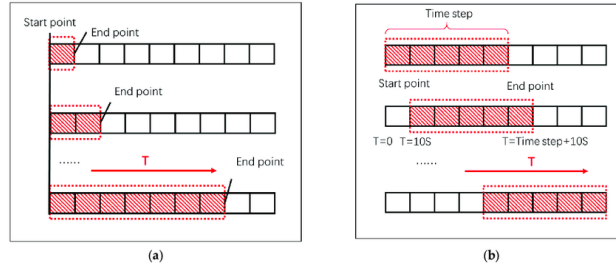 Start point
End point
End point
......
T
End point
(a)
Time step
Start point
End point
T=0 T=10S
T=Time step+10S
......
T
(b)